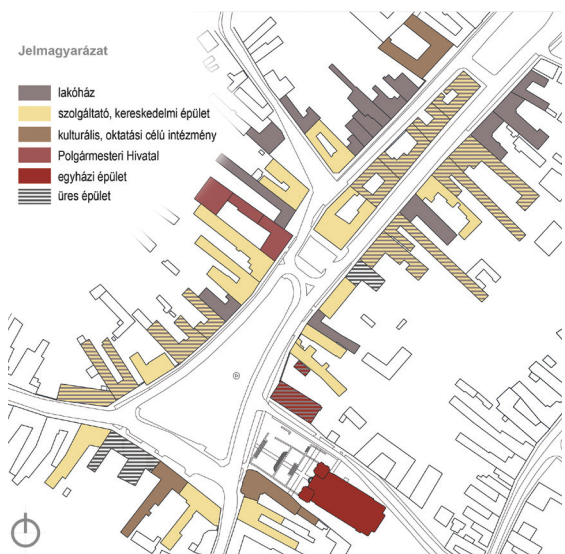 Jelmagyarázat
lakóház
szolgáltató, kereskedelmi épület
kulturális, oktatási célú intézmény
Polgármesteri Hivatal
egyházi épület
üres épület